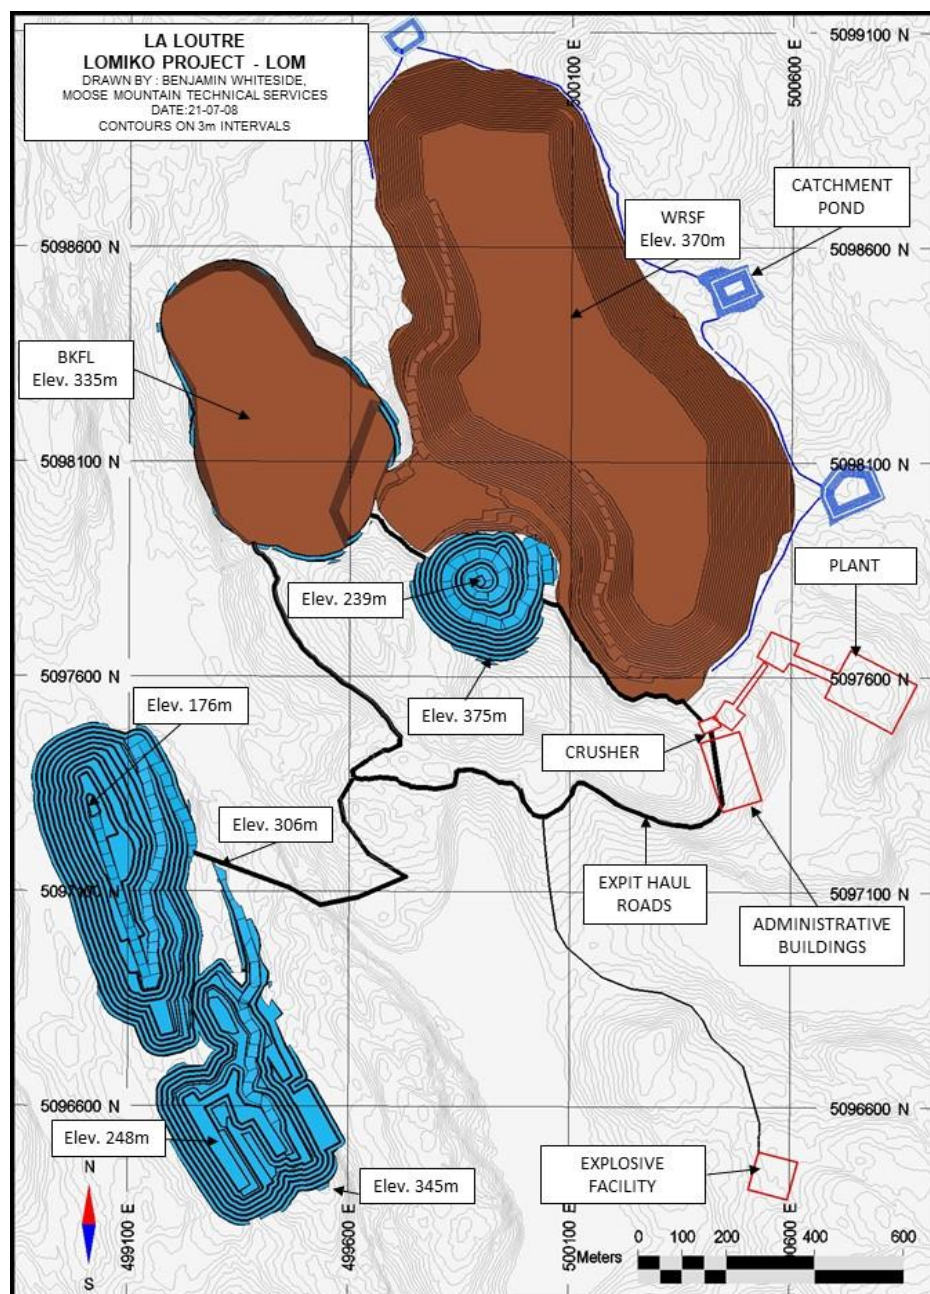 LA LOUTRE
LOMIKO PROJECT - LOM
DRAWN BY : BENJAMIN WHITESIDE,
MOOSE MOUNTAIN TECHNICAL SERVICES
DATE:21-07-08
CONTOURS ON 3m INTERVALS
500100 E
500600 E
5099100 N
CATCHMENT
POND
WRSF
Elev. 370m
5098600 N
5098600 N
BKFL
Elev. 335m
5098100 N
5098100 N
PLANT
Elev. 239m
5097600 N
5097600 N
Elev. 176m
Elev. 375m
CRUSHER
Elev. 306m
5097100 N
5097100 N
EXPIT HAUL
ROADS
ADMINISTRATIVE
BUILDINGS
5096600 N
5096600 N
Elev. 248m
EXPLOSIVE
FACILITY
N
Elev. 345m
S
499100 E
499600 E
500100 E
500600 E
Meters
0 100 200 400 600